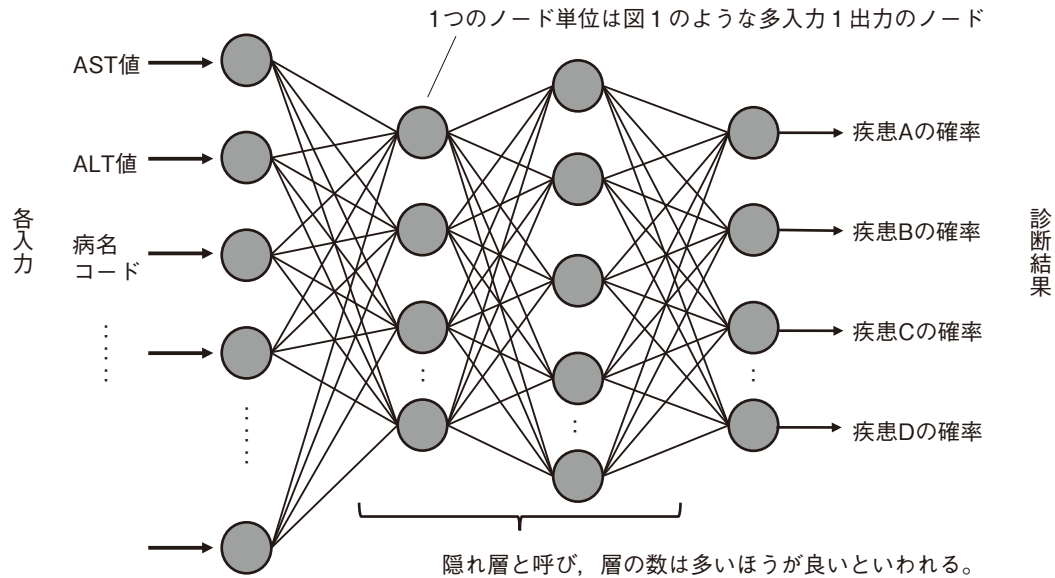 1つのノード単位は図1のような多入力1出力のノード
各入力
AST値
ALT値
病名
コード
……
……
…
…
…
疾患Aの確率
疾患Bの確率
疾患Cの確率
疾患Dの確率
診断結果
隠れ層と呼び，層の数は多いほうが良いといわれる。